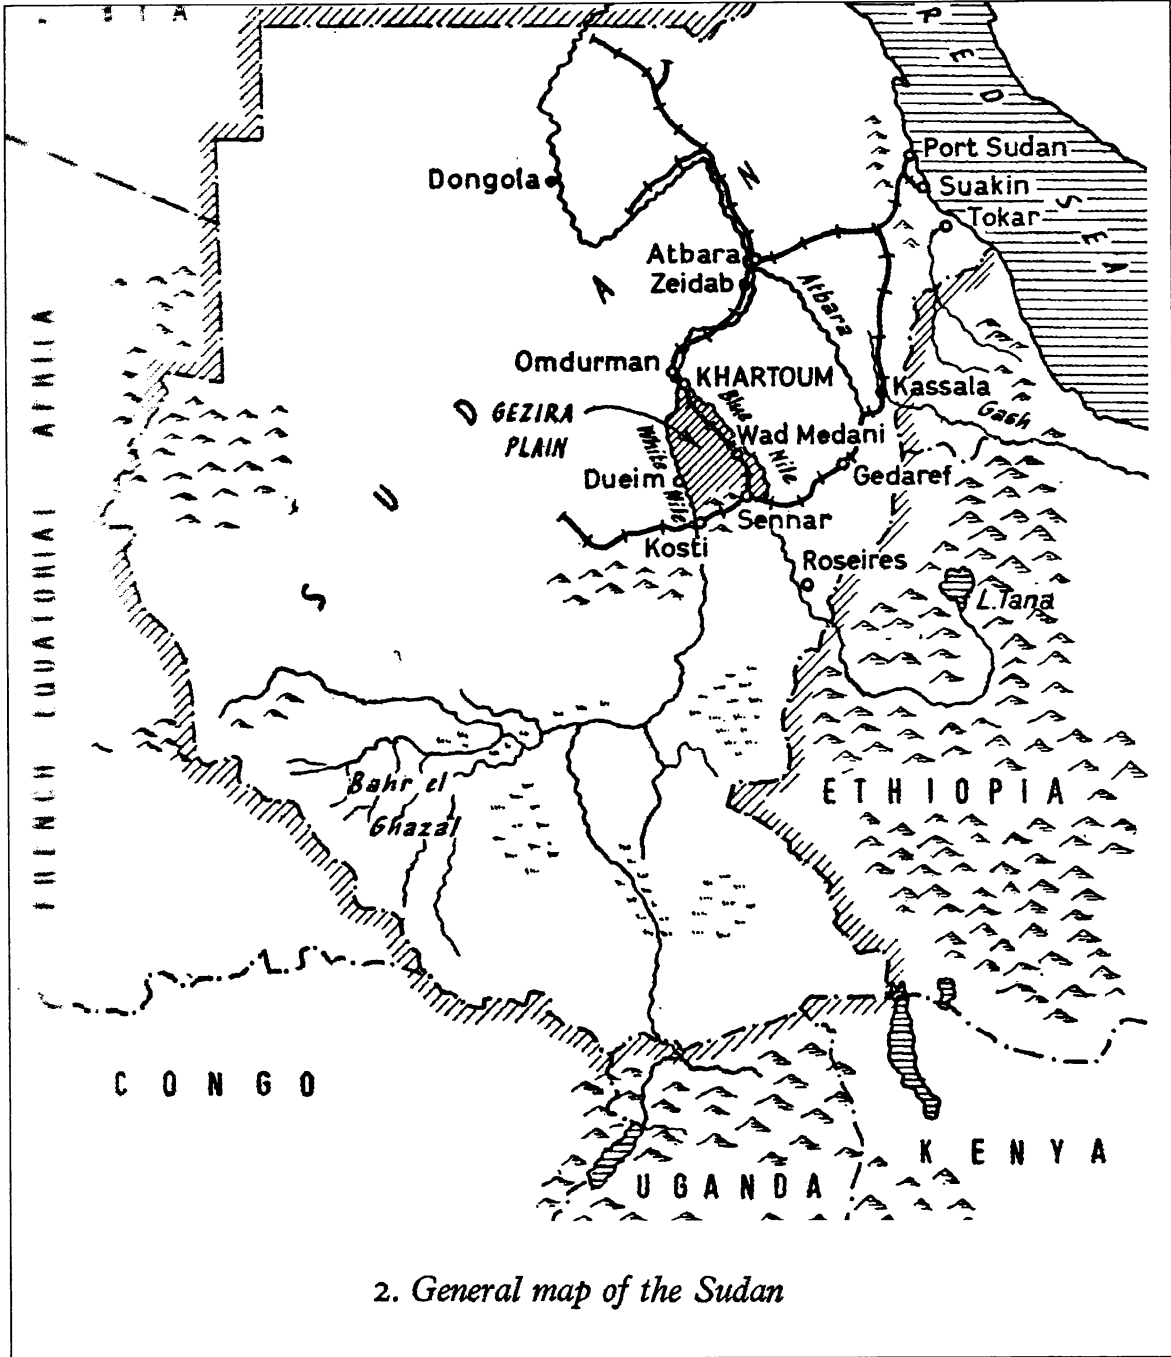 RED SEA
Port Sudan
Suakin
Tokar
Dongola
Atbara
Zeidab
Atbara
Omdurman
KHARTOUM
Kassala
Gash
GEZIRA
PLAIN
Blue Nile
White Nile
Wad Medani
Dueim
Gedaref
Sennar
Kosti
Roseires
L.Tana
SUDAN
FRENCH EQUATORIAL AFRICA
Bahr el
Ghazal
ETHIOPIA
CONGO
KENYA
UGANDA
2. General map of the Sudan